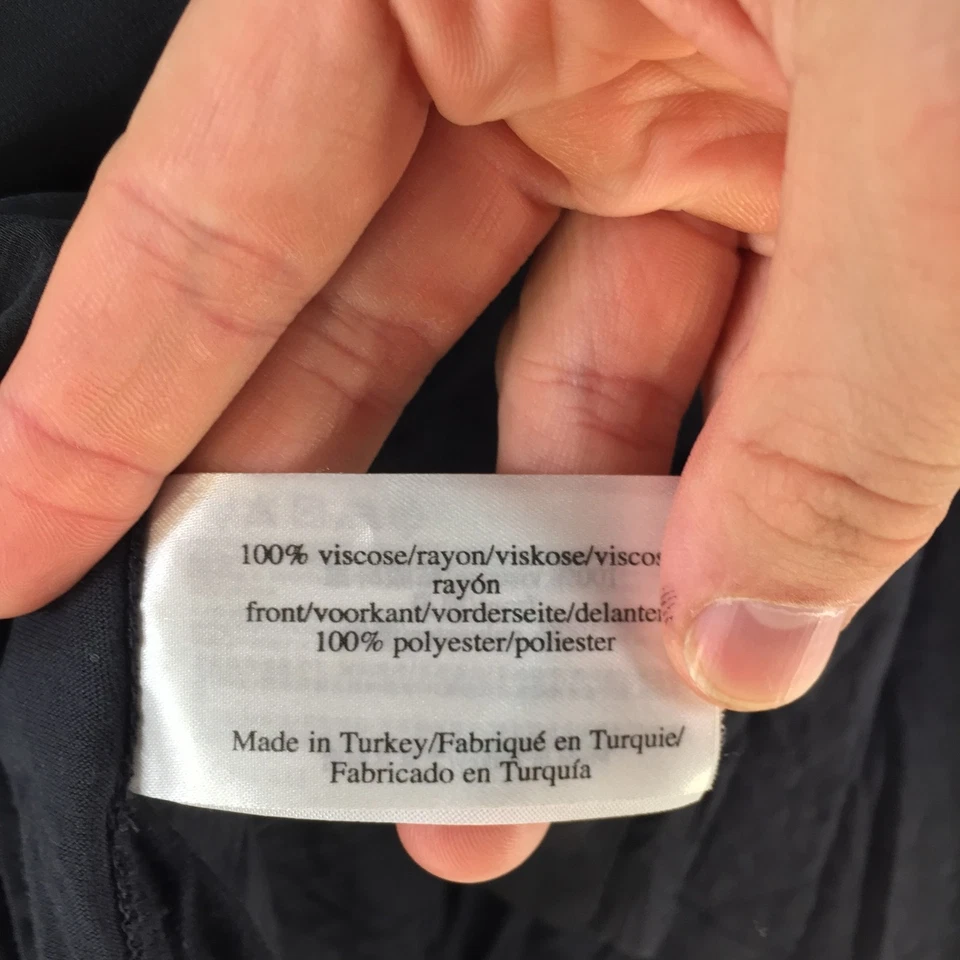 100% viscose/rayon/viskose/viscos
rayón
front/voorkant/vorderseite/delante
100% polyester/poliester
Made in Turkey/Fabriqué en Turquie/
Fabricado en Turquía